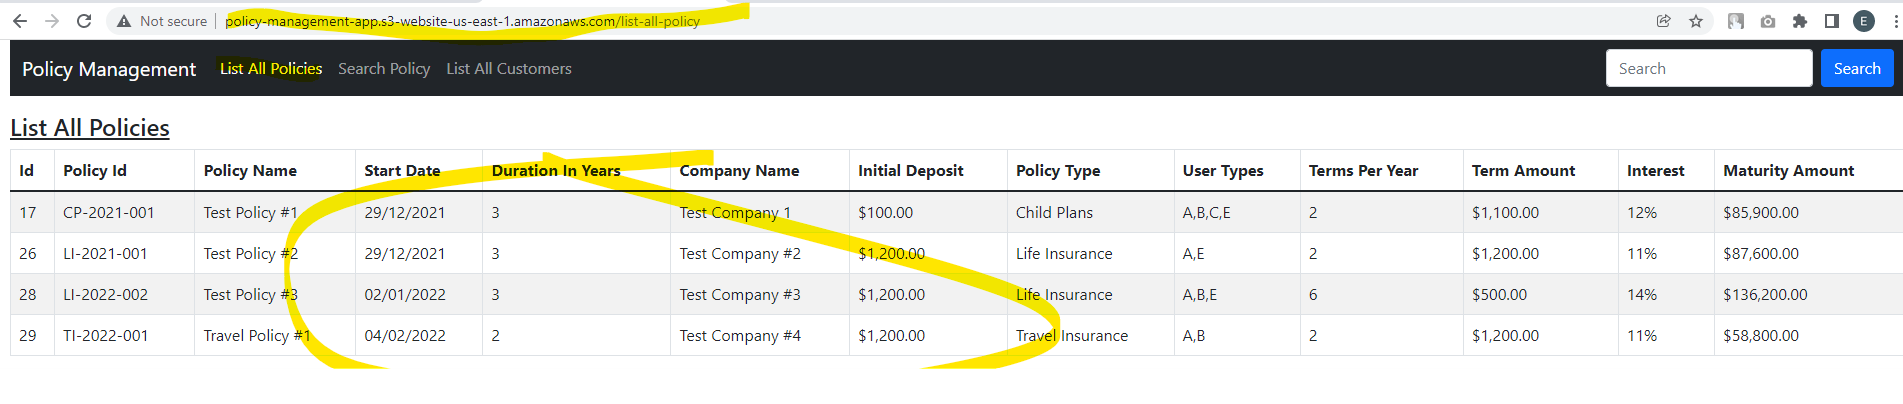 Not secure | policy-management-app.s3-website-us-east-1.amazonaws.com/list-all-policy E
Policy Management List All Policies Search Policy List All Customers Search Search
List All Policies
Id Policy Id Policy Name Start Date Duration In Years Company Name Initial Deposit Policy Type User Types Terms Per Year Term Amount Interest Maturity Amount
17 CP-2021-001 Test Policy #1 29/12/2021 3 Test Company 1 $100.00 Child Plans A,B,C,E 2 $1,100.00 12% $85,900.00
26 LI-2021-001 Test Policy #2 29/12/2021 3 Test Company #2 $1,200.00 Life Insurance A,E 2 $1,200.00 11% $87,600.00
28 LI-2022-002 Test Policy #3 02/01/2022 3 Test Company #3 $1,200.00 Life Insurance A,B,E 6 $500.00 14% $136,200.00
29 TI-2022-001 Travel Policy #1 04/02/2022 2 Test Company #4 $1,200.00 Travel Insurance A,B 2 $1,200.00 11% $58,800.00